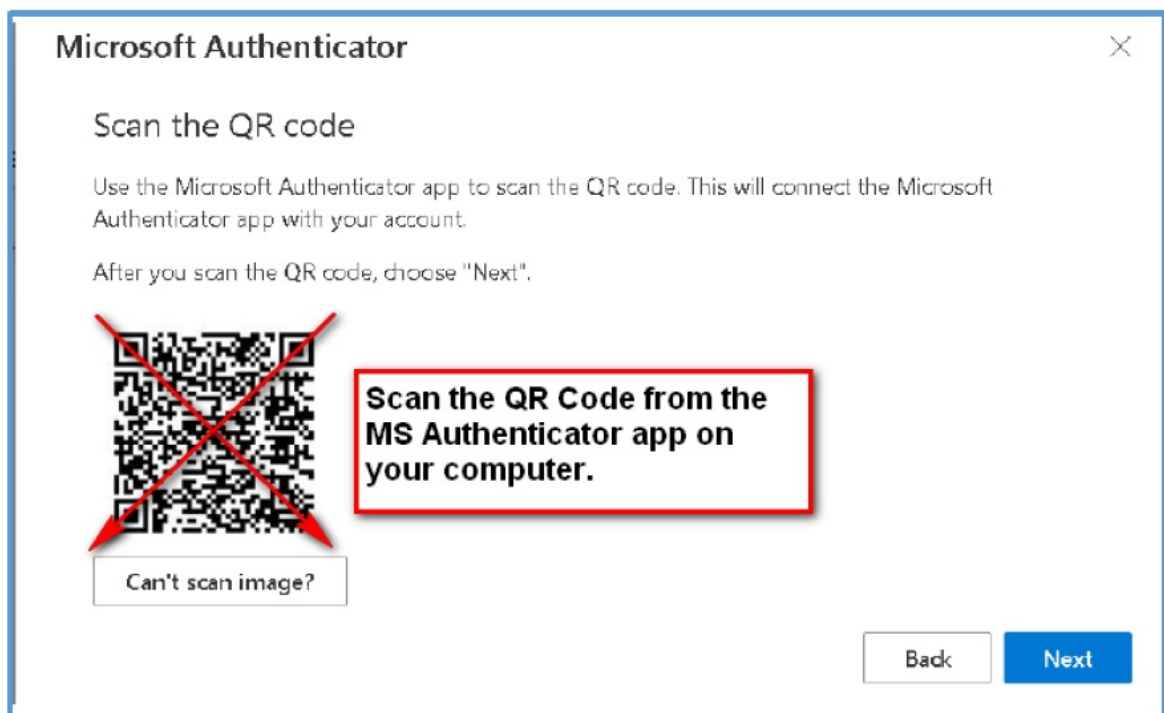 Microsoft Authenticator
Scan the QR code
Use the Microsoft Authenticator app to scan the QR code. This will connect the Microsoft
Authenticator app with your account.
After you scan the QR code, choose "Next".
Scan the QR Code from the
MS Authenticator app on
your computer.
Can't scan image?
Back
Next